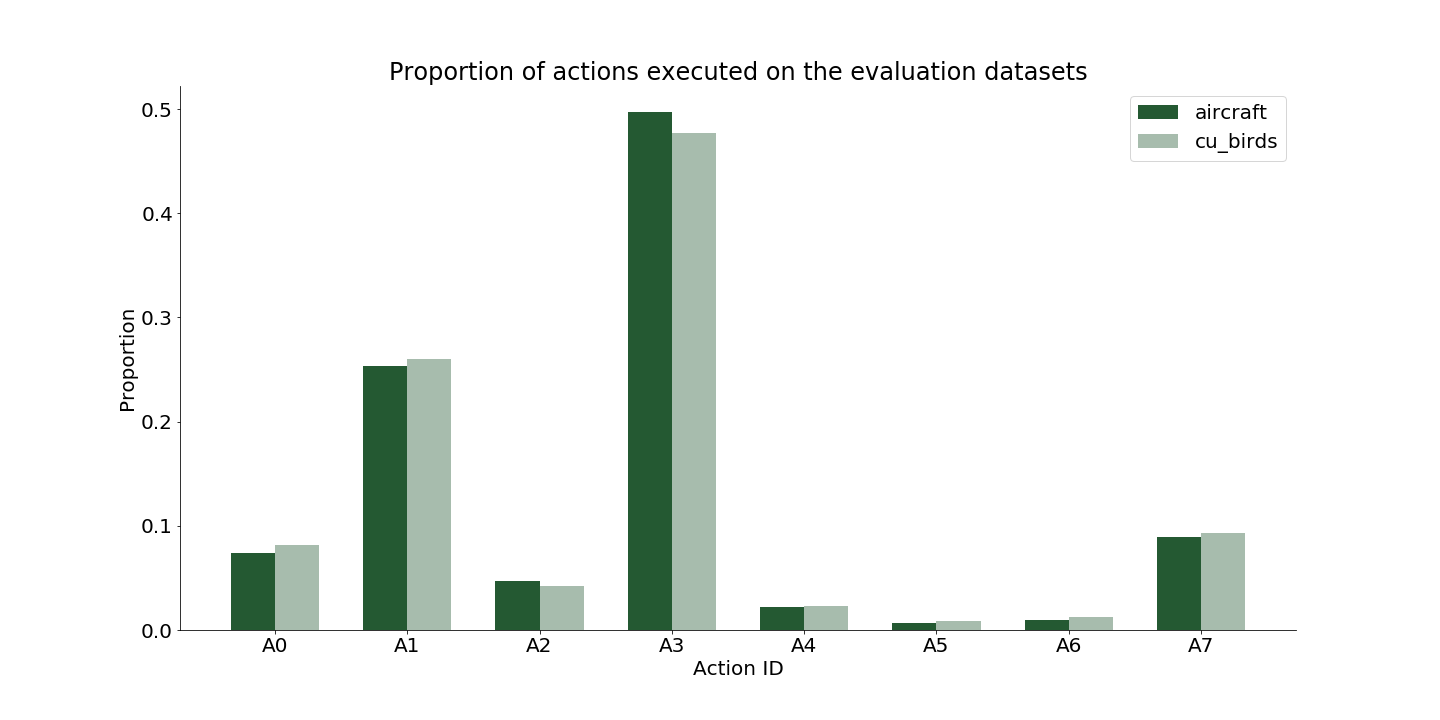 Proportion of actions executed on the evaluation datasets
aircraft
cu_birds
Proportion
0.5
0.4
0.3
0.2
0.1
0.0
A0 A1 A2 A3 A4 A5 A6 A7
Action ID